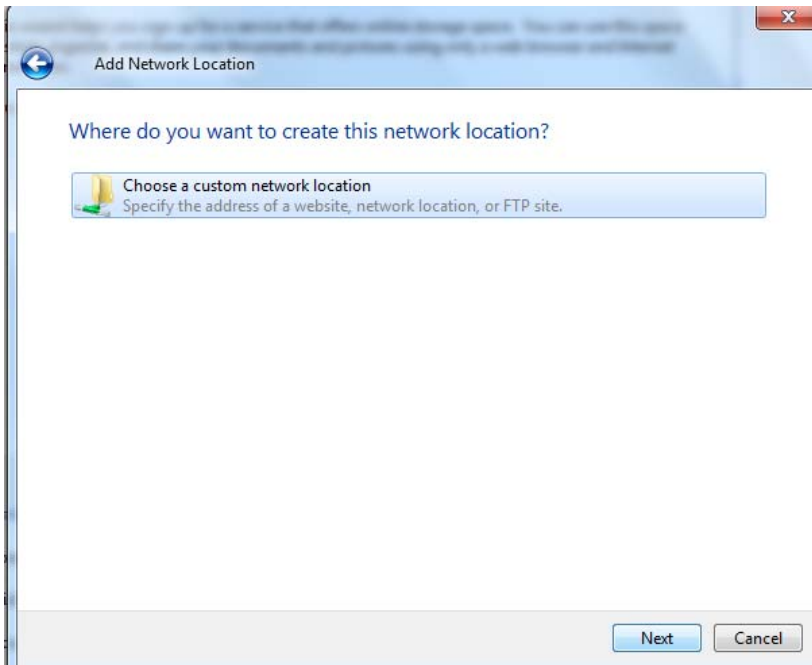 Add Network Location
Where do you want to create this network location?
Choose a custom network location
Specify the address of a website, network location, or FTP site.
Next
Cancel